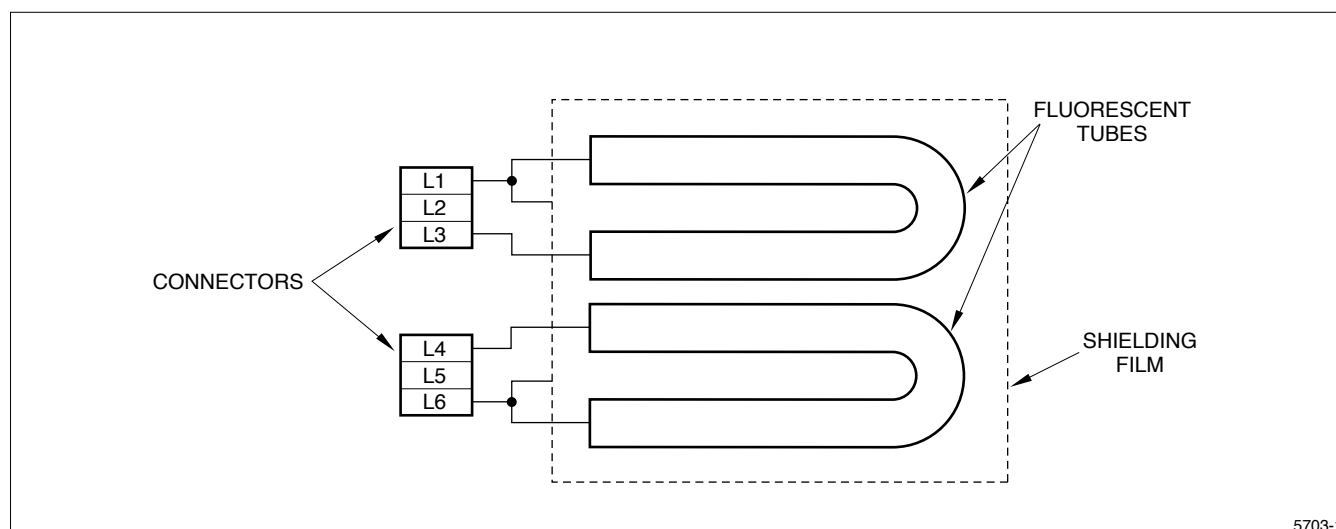 FLUORESCENT
TUBES
L1
L2
L3
CONNECTORS
L4
L5
L6
SHIELDING
FILM